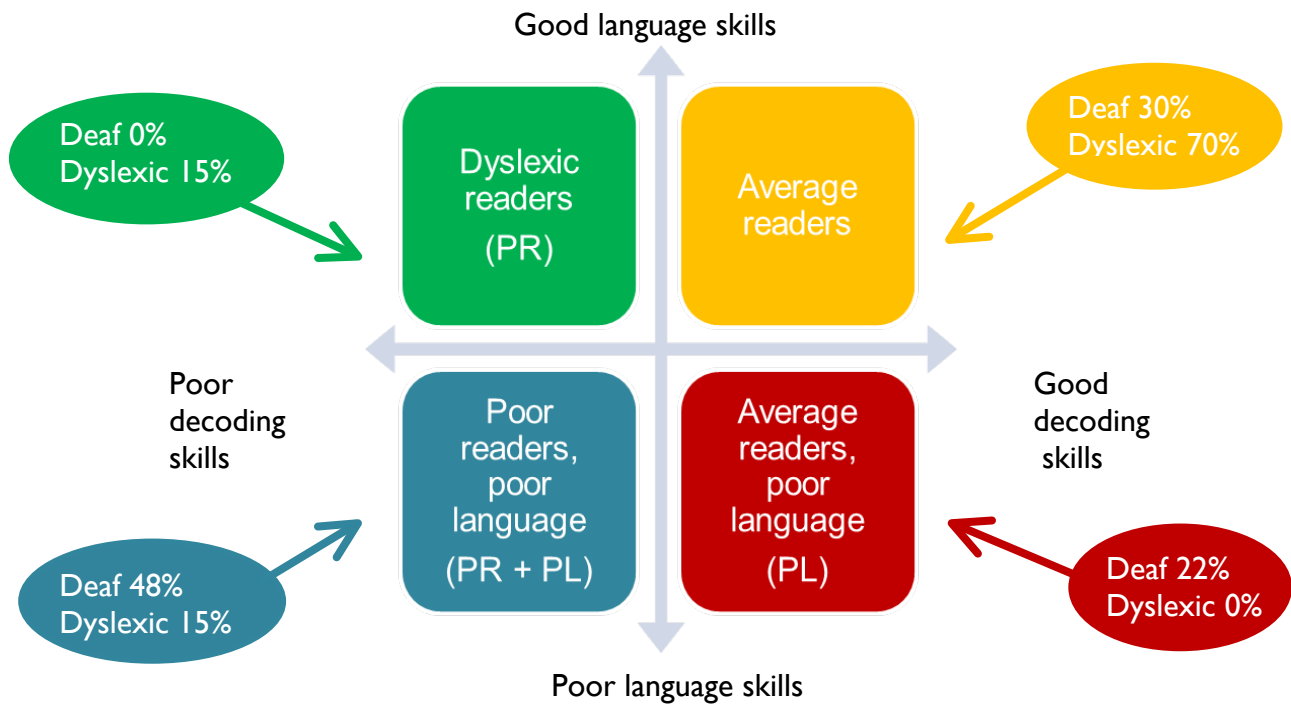 Good language skills
Deaf 0%
Dyslexic 15%
Dyslexic
readers
(PR)
Average
readers
Deaf 30%
Dyslexic 70%
Poor
decoding
skills
Good
decoding
skills
Poor
readers,
poor
language
(PR + PL)
Average
readers,
poor
language
(PL)
Deaf 48%
Dyslexic 15%
Deaf 22%
Dyslexic 0%
Poor language skills